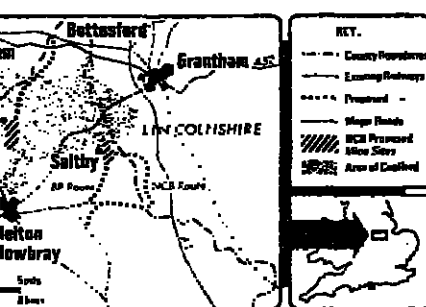 Bottesford
Grantham
LINCOLNSHIRE
Saltby
BP Route
NCB Route
Melton
Mowbray
KEY.
County Boundaries
Existing Railways
Proposed
Major Roads
NCB Proposed
Mine Sites
Area of Coalfield